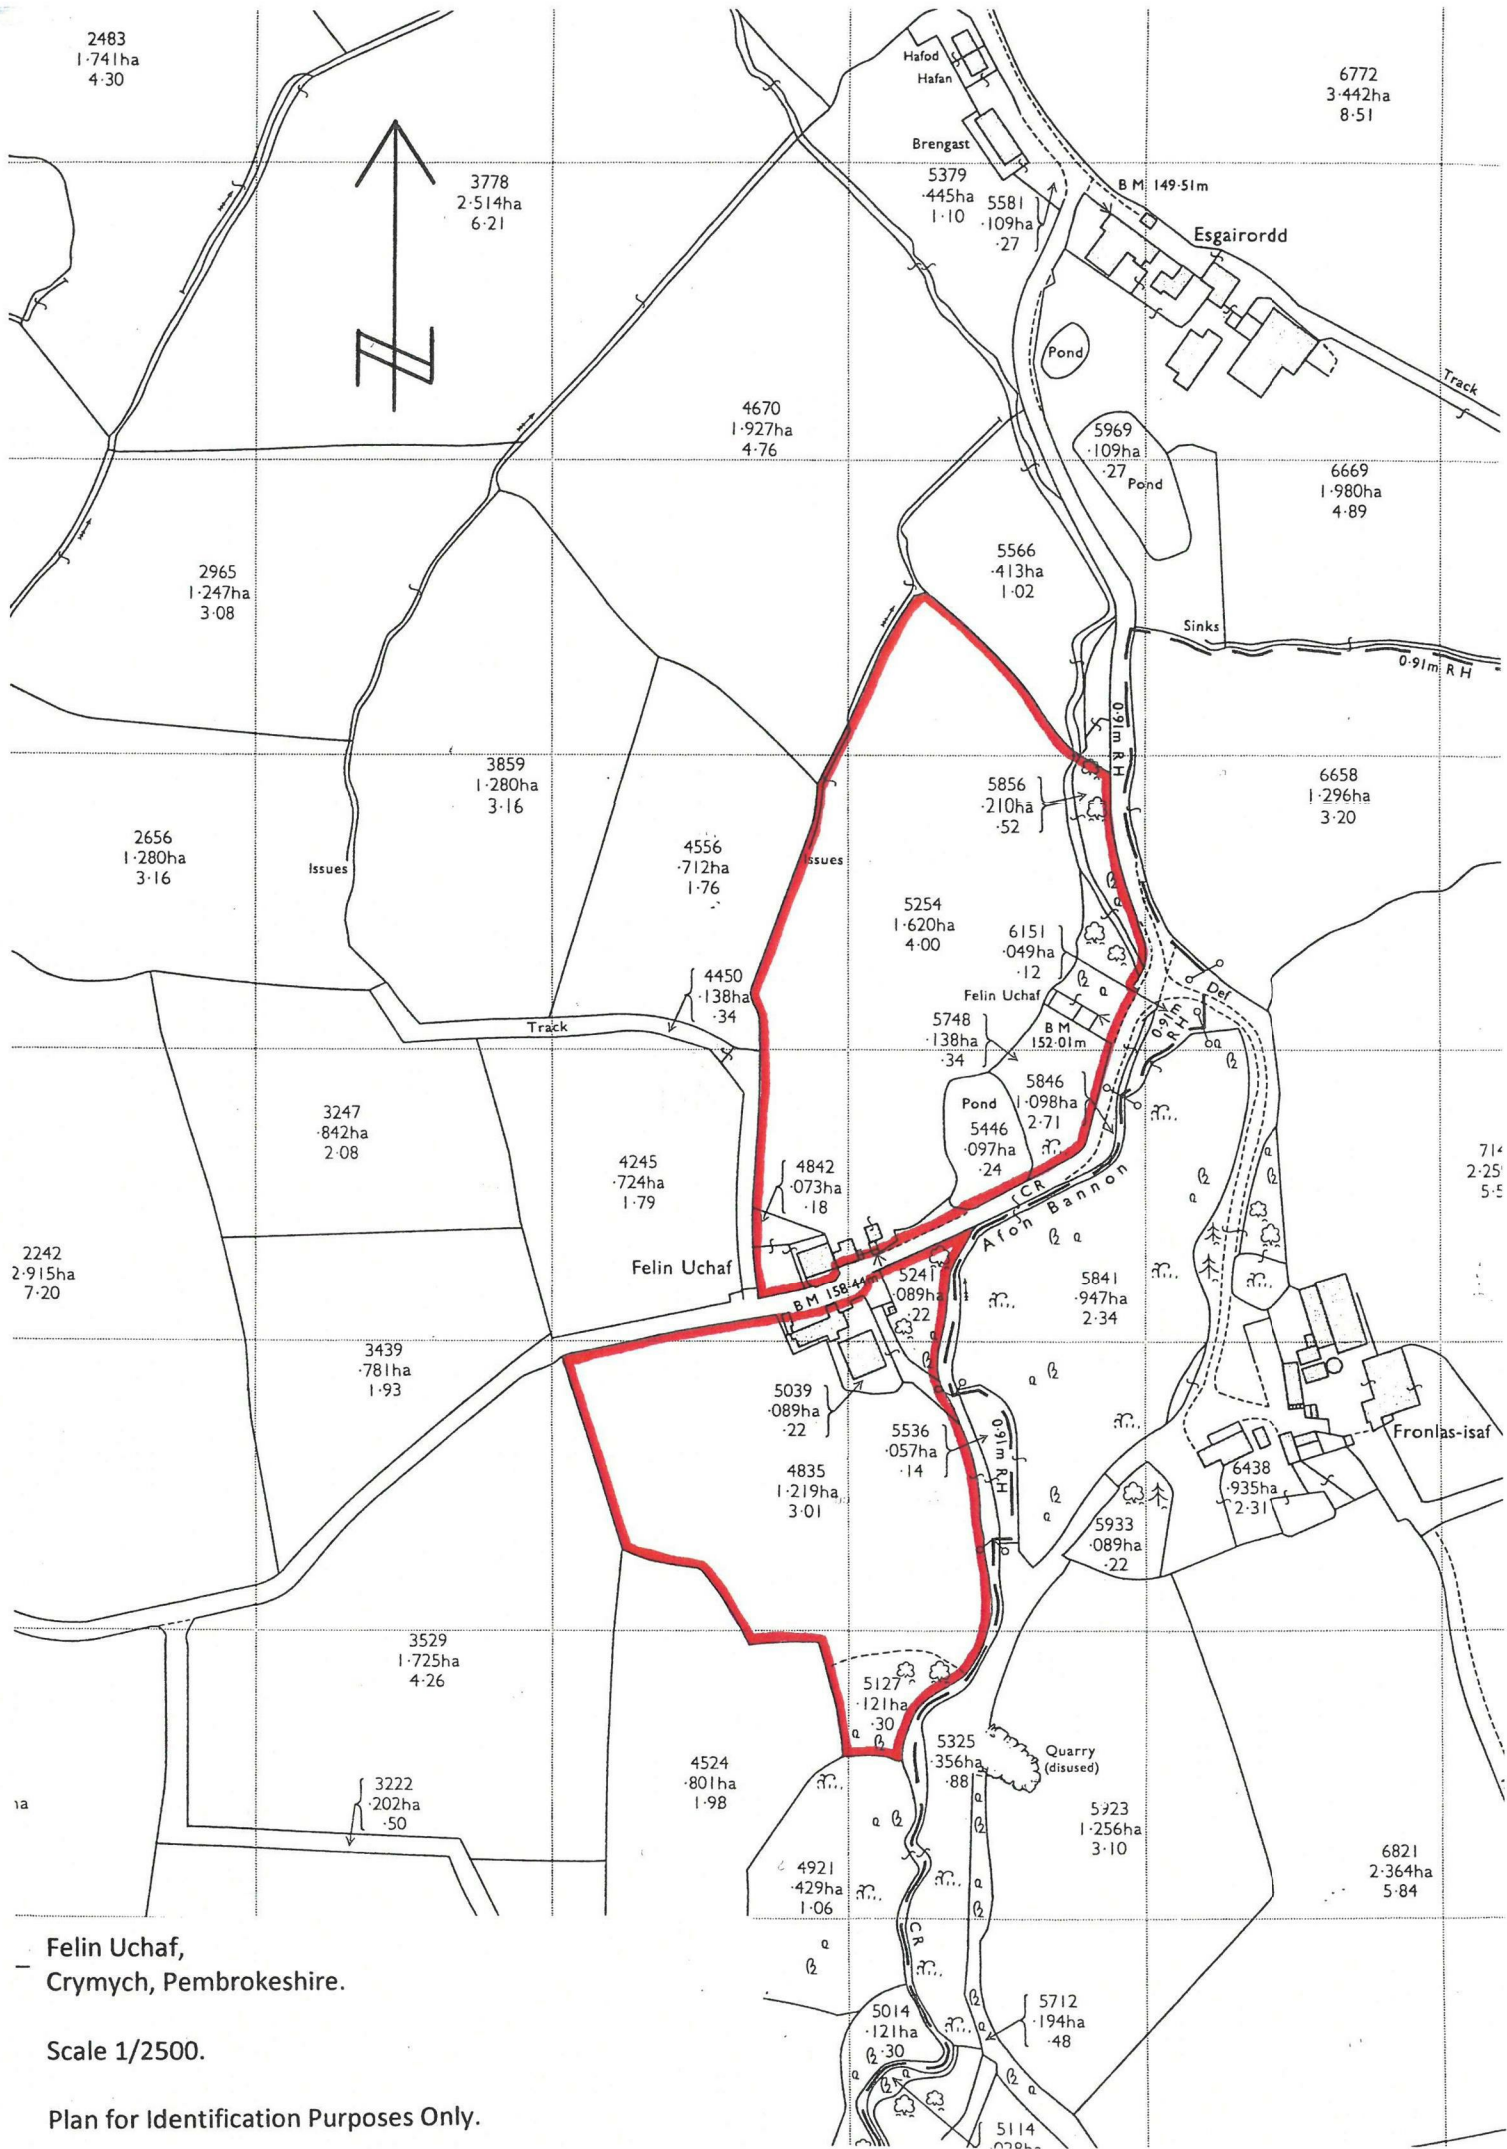 2483
1·741ha
4·30
3778
2·514ha
6·21
Hafod
Hafan
Brengast
5379
·445ha
1·10
5581
·109ha
·27
B M 149·51m
Esgairordd
6772
3·442ha
8·51
Pond
Track
4670
1·927ha
4·76
5969
·109ha
·27
Pond
6669
1·980ha
4·89
2965
1·247ha
3·08
5566
·413ha
1·02
Sinks
0·91m R H
0·91m R H
3859
1·280ha
3·16
5856
·210ha
·52
6658
1·296ha
3·20
2656
1·280ha
3·16
Issues
4556
·712ha
1·76
Issues
5254
1·620ha
4·00
6151
·049ha
·12
4450
·138ha
·34
Track
Felin Uchaf
B M
152·01m
Def
0·91m
R H
5748
·138ha
·34
3247
·842ha
2·08
Pond
5446
·097ha
·24
5846
1·098ha
2·71
4245
·724ha
1·79
4842
·073ha
·18
C R
Afon Bannon
2242
2·915ha
7·20
Felin Uchaf
B M 158·44m
5241
·089ha
·22
5841
·947ha
2·34
3439
·781ha
1·93
5039
·089ha
·22
5536
·057ha
·14
0·91m R H
Fronlas-isaf
4835
1·219ha
3·01
6438
·935ha
2·31
5933
·089ha
·22
3529
1·725ha
4·26
5127
·121ha
·30
4524
·801ha
1·98
5325
·356ha
·88
Quarry
(disused)
3222
·202ha
·50
5923
1·256ha
3·10
4921
·429ha
1·06
6821
2·364ha
5·84
C R
Felin Uchaf,
Crymych, Pembrokeshire.
5014
·121ha
·30
5712
·194ha
·48
Scale 1/2500.
Plan for Identification Purposes Only.
5114